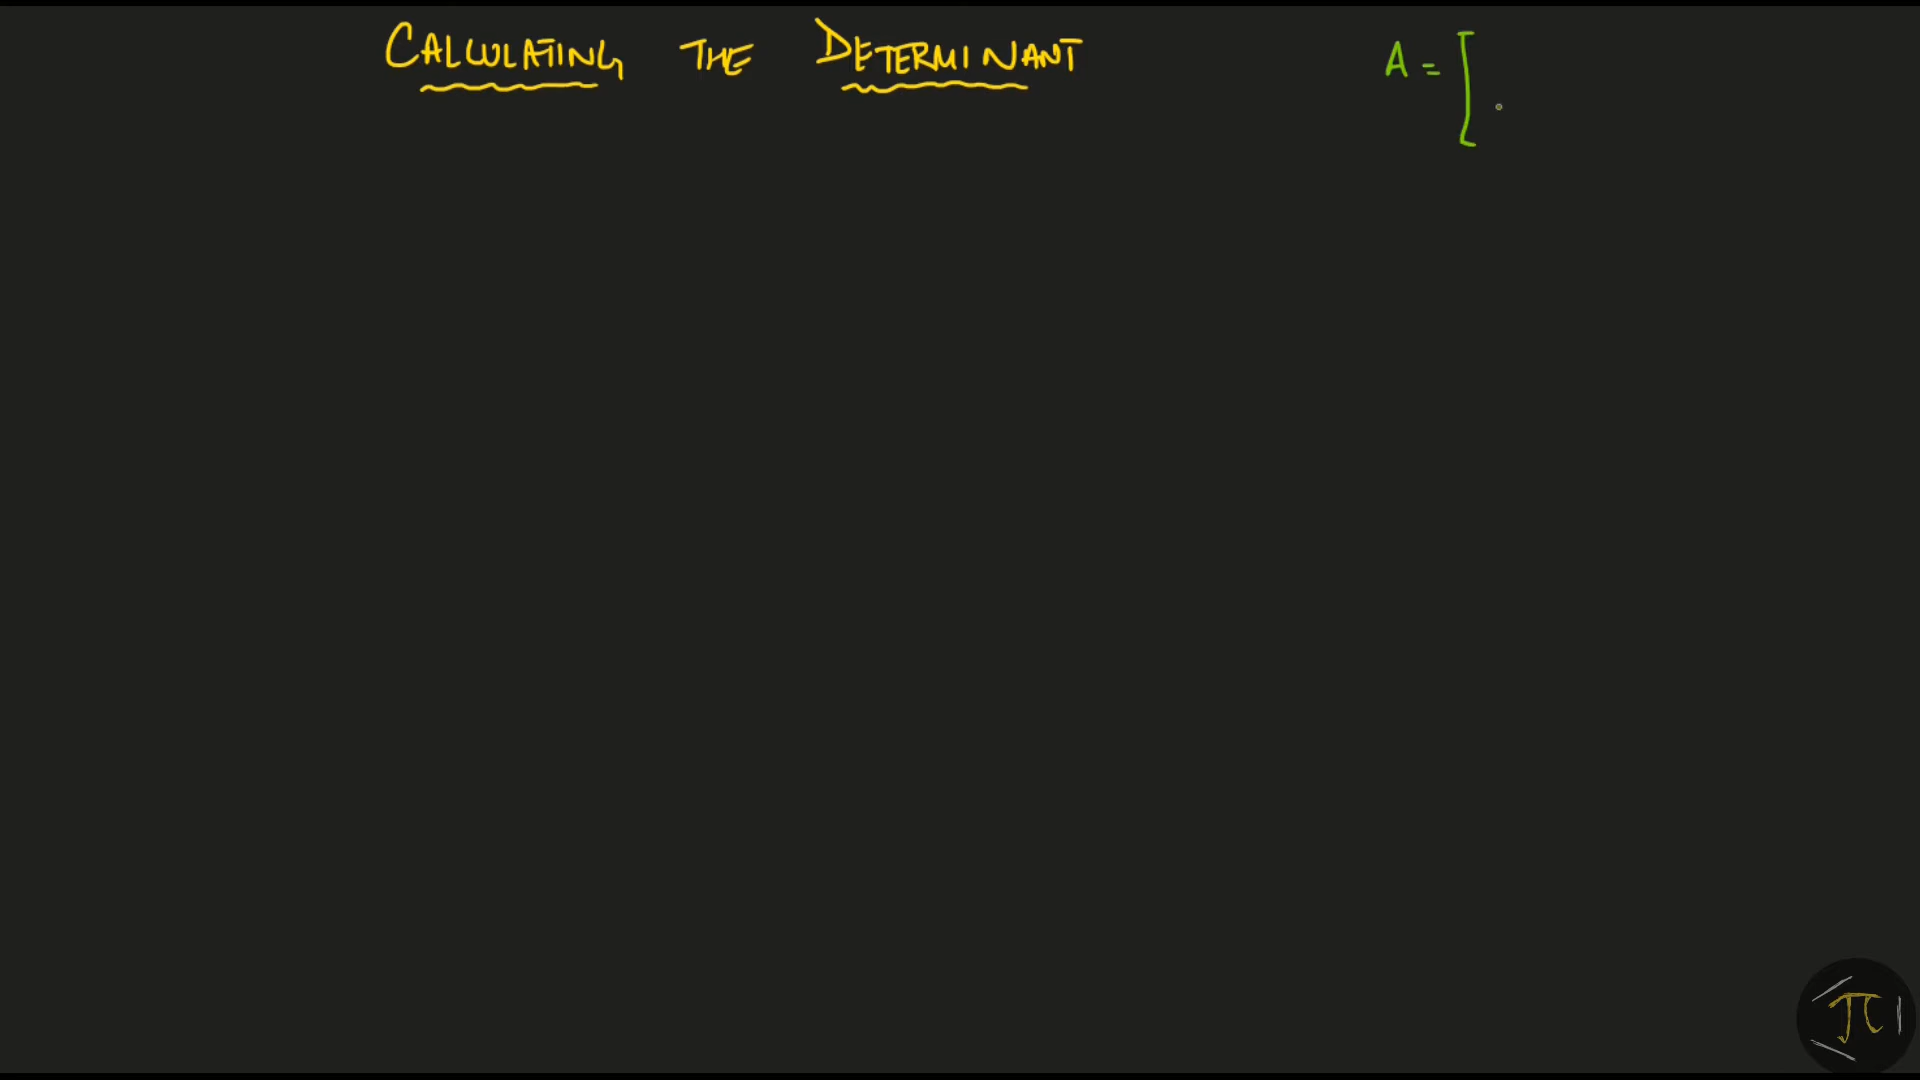 CALCULATING THE DETERMINANT
A = [
π